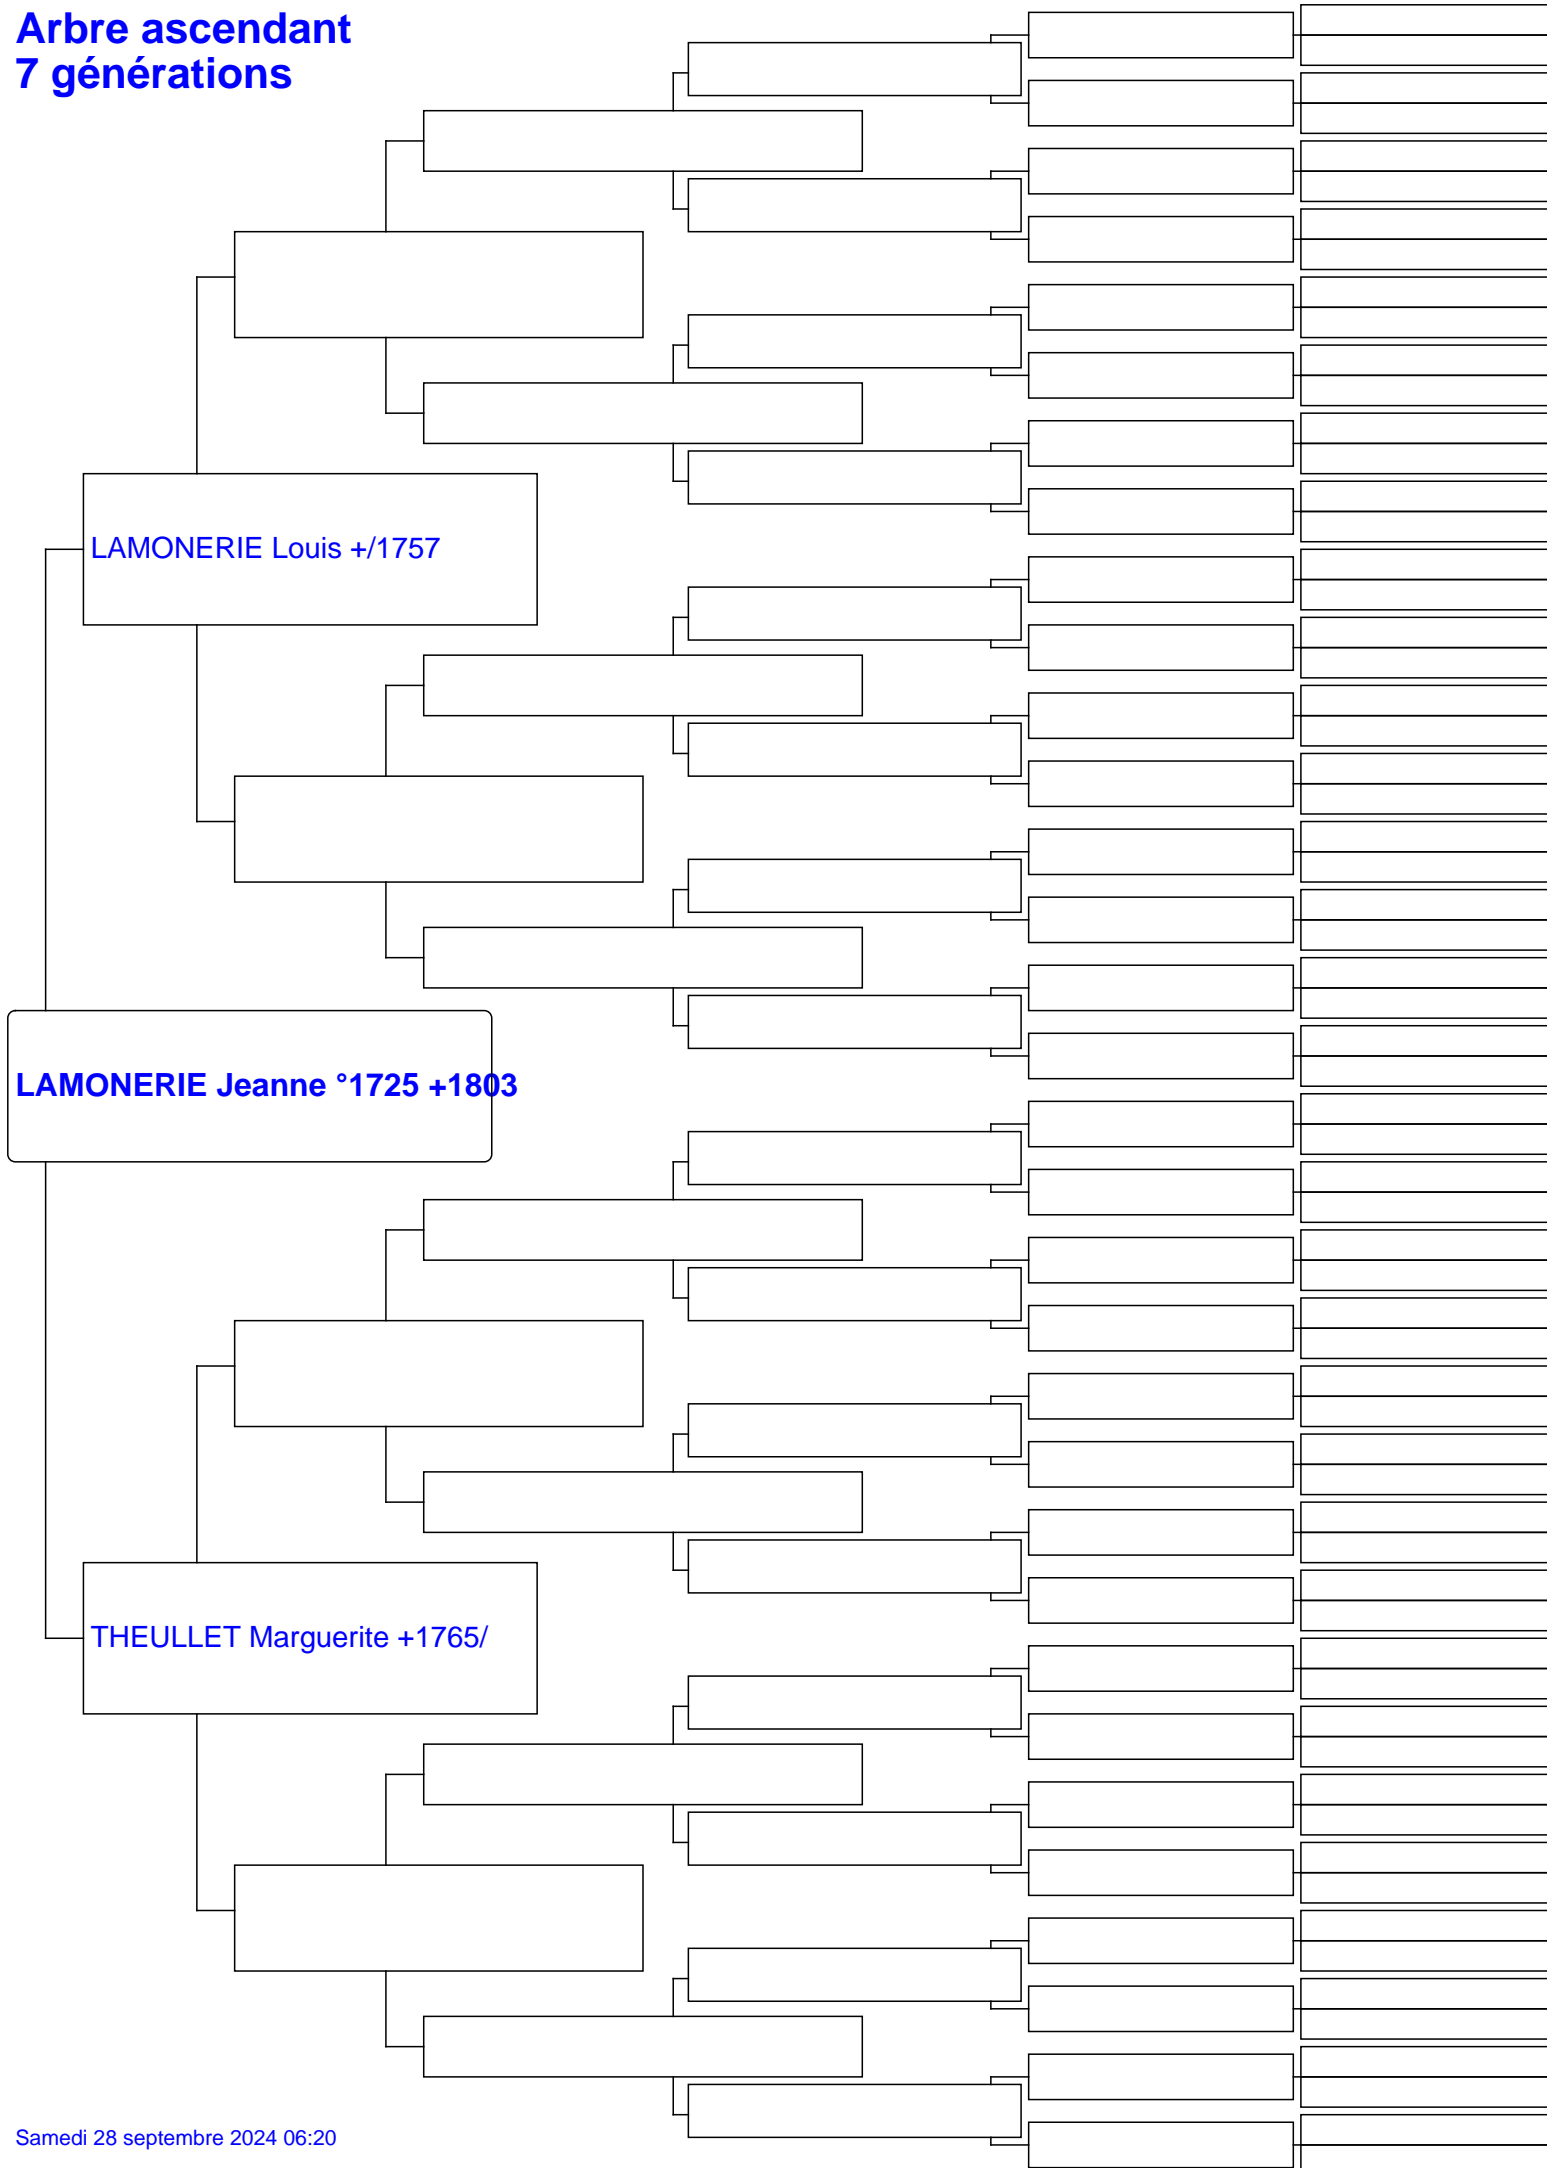 Arbre ascendant
7 générations
LAMONERIE Louis +/1757
LAMONERIE Jeanne °1725 +1803
THEULLET Marguerite +1765/
Samedi 28 septembre 2024 06:20